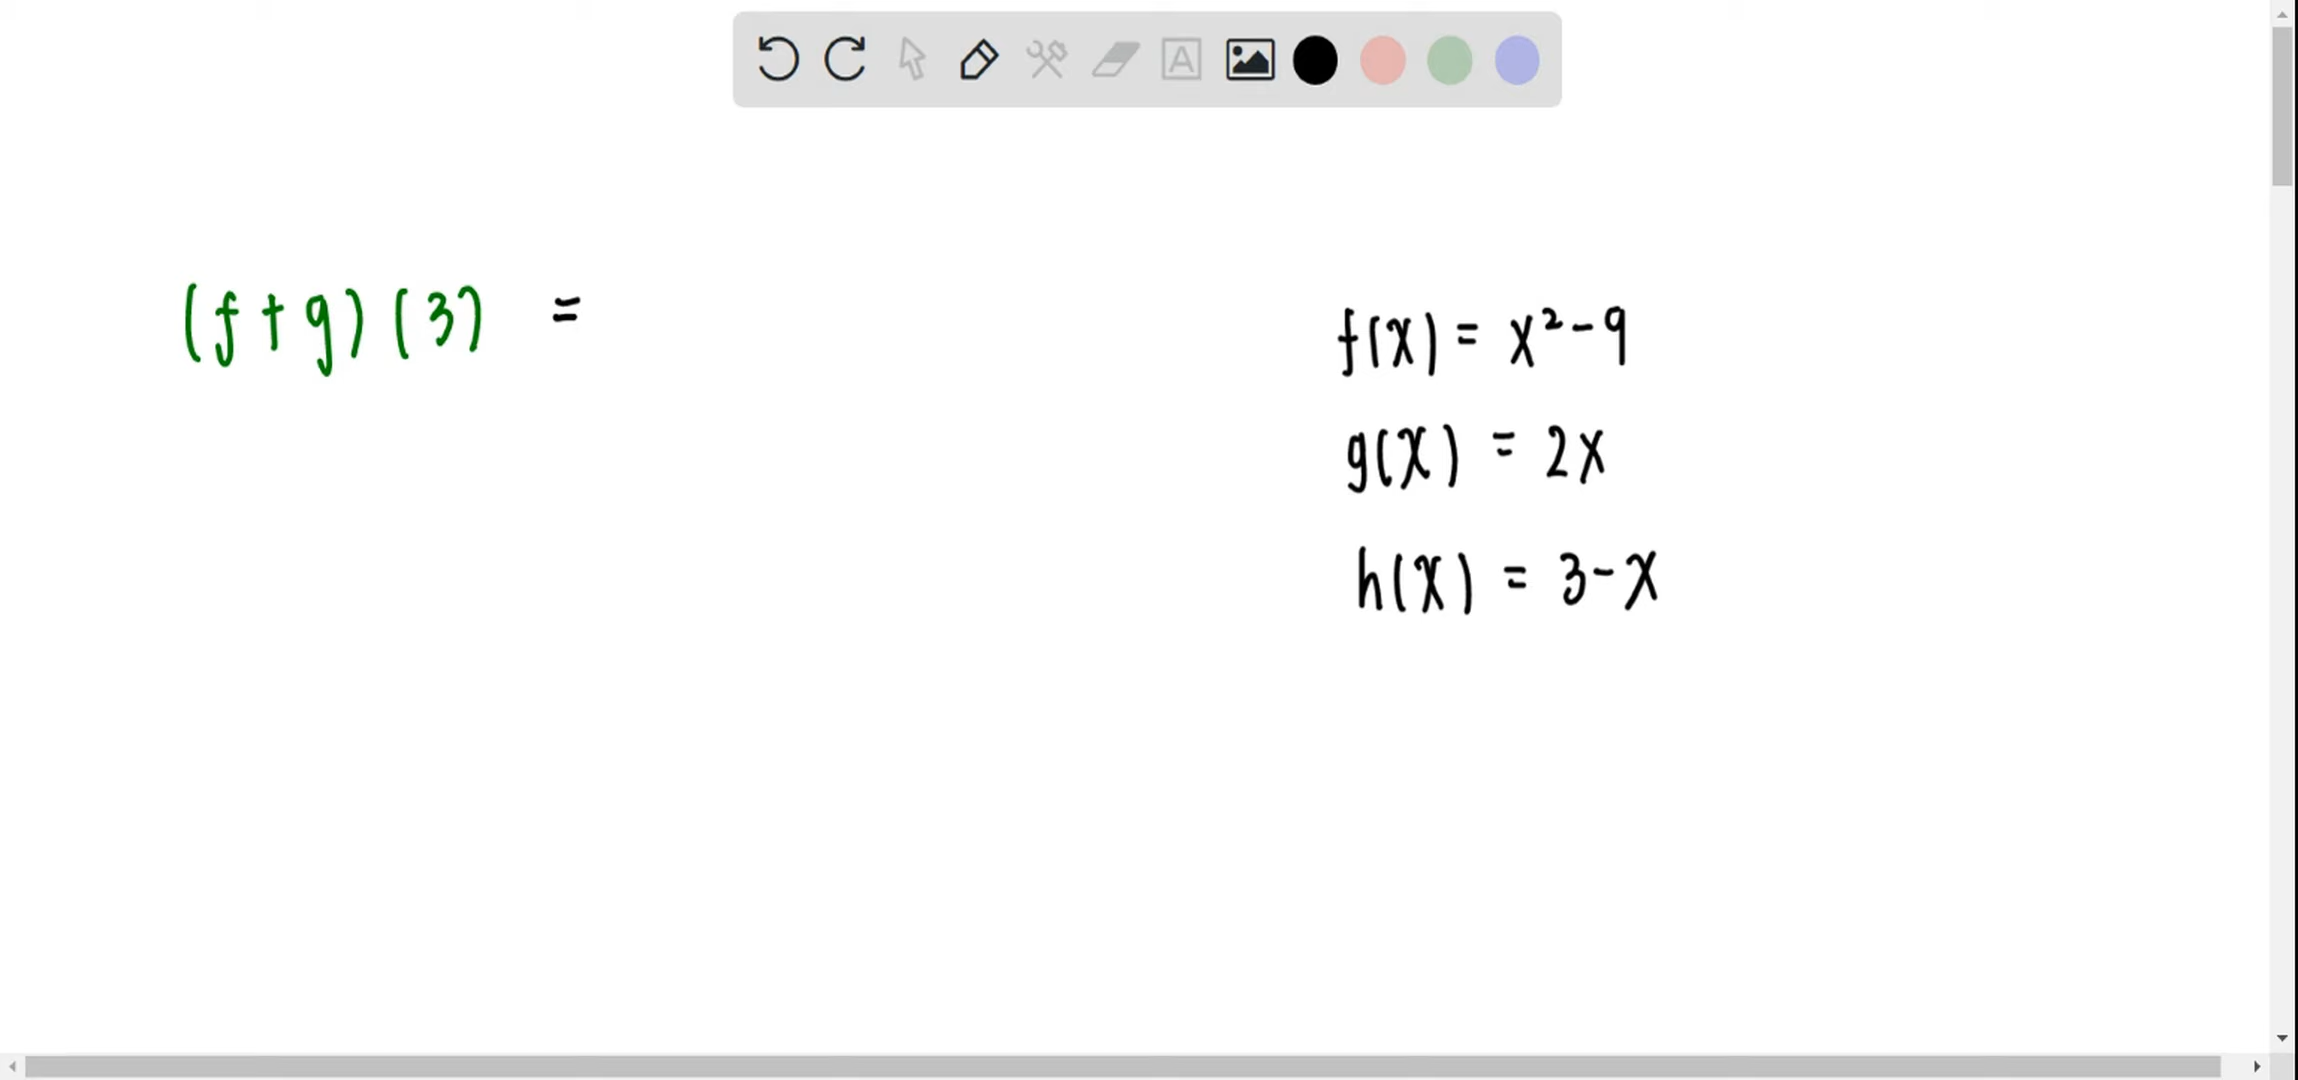 (f+g)(3) =
f(x) = x²-9
g(x) = 2x
h(x) = 3-x